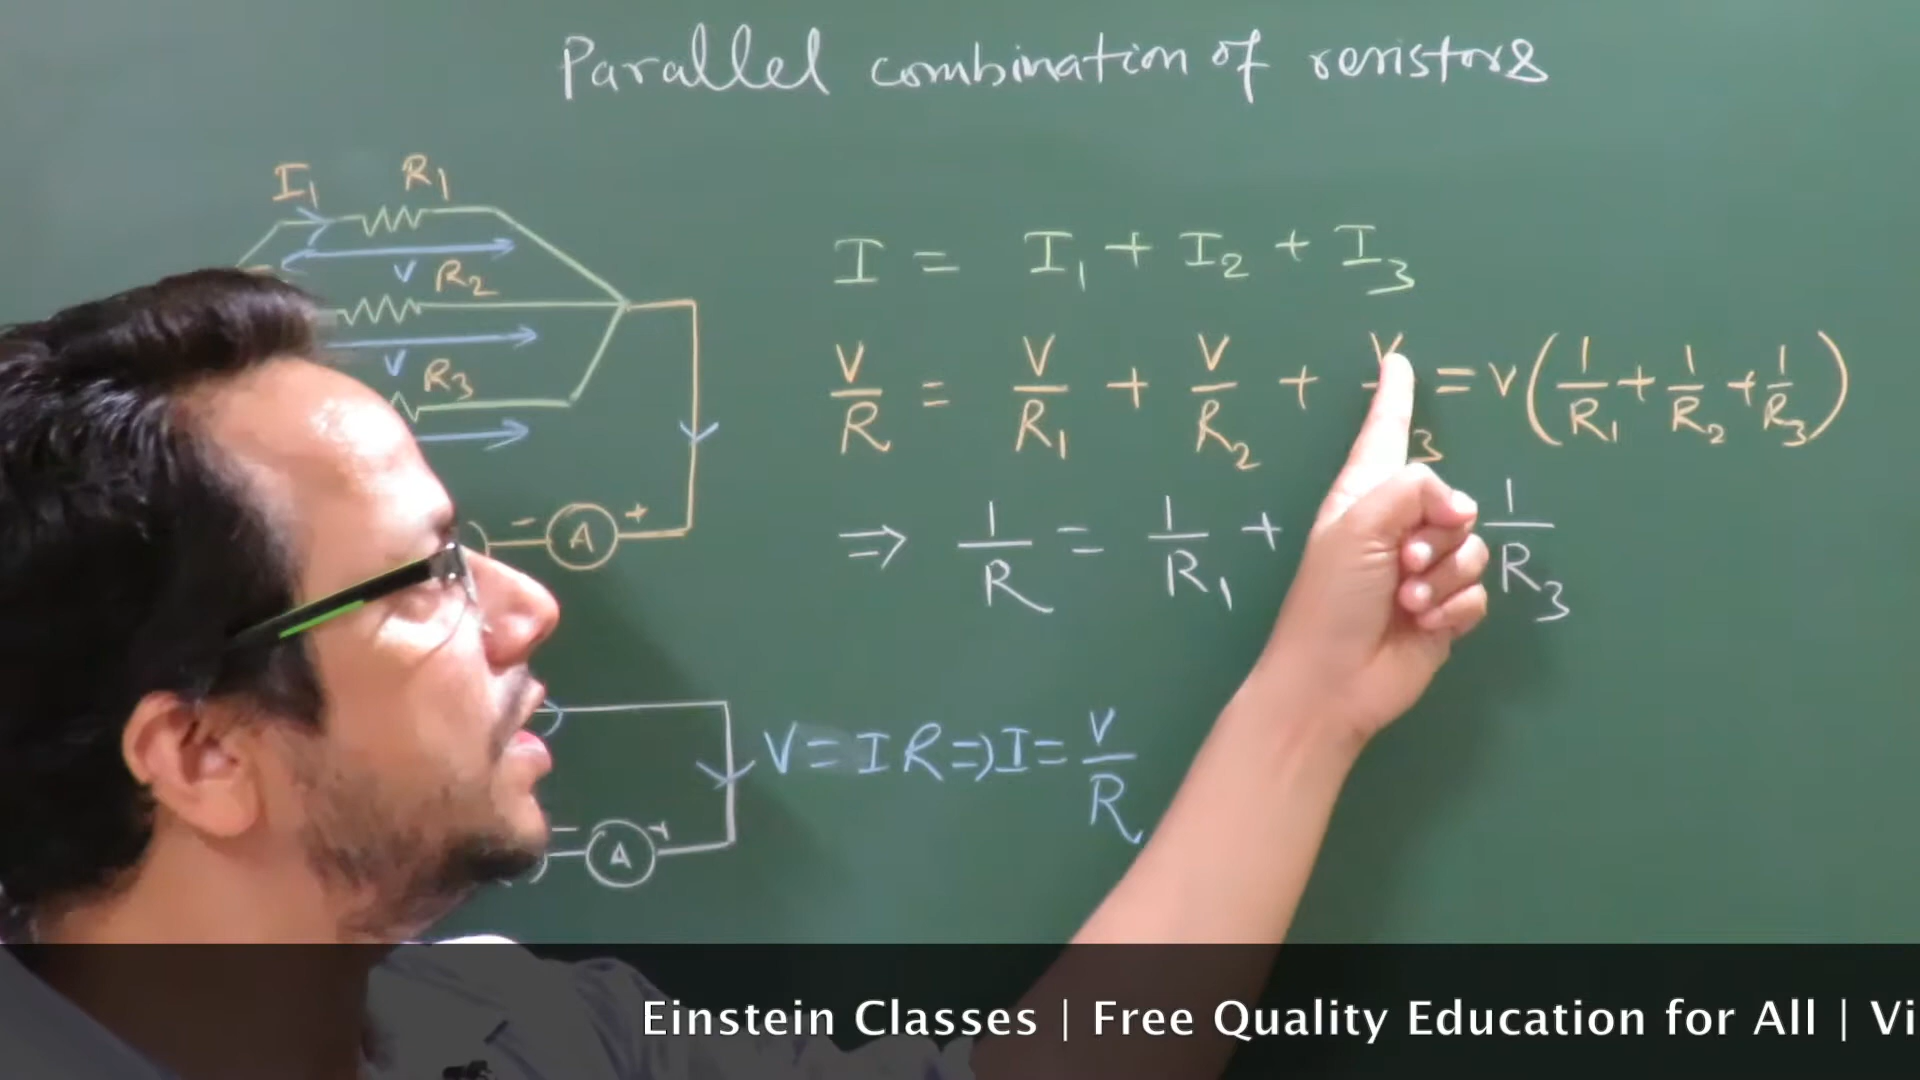 Parallel combination of resistors
I1 R1
V R2
V R3
- A +
I = I1 + I2 + I3
V/R = V/R1 + V/R2 + V 3 = V(1/R1 + 1/R2 + 1/R3)
⇒ 1/R = 1/R1 + 1/R3
V = I R ⇒ I = V/R
- A +
Einstein Classes | Free Quality Education for All | Vi